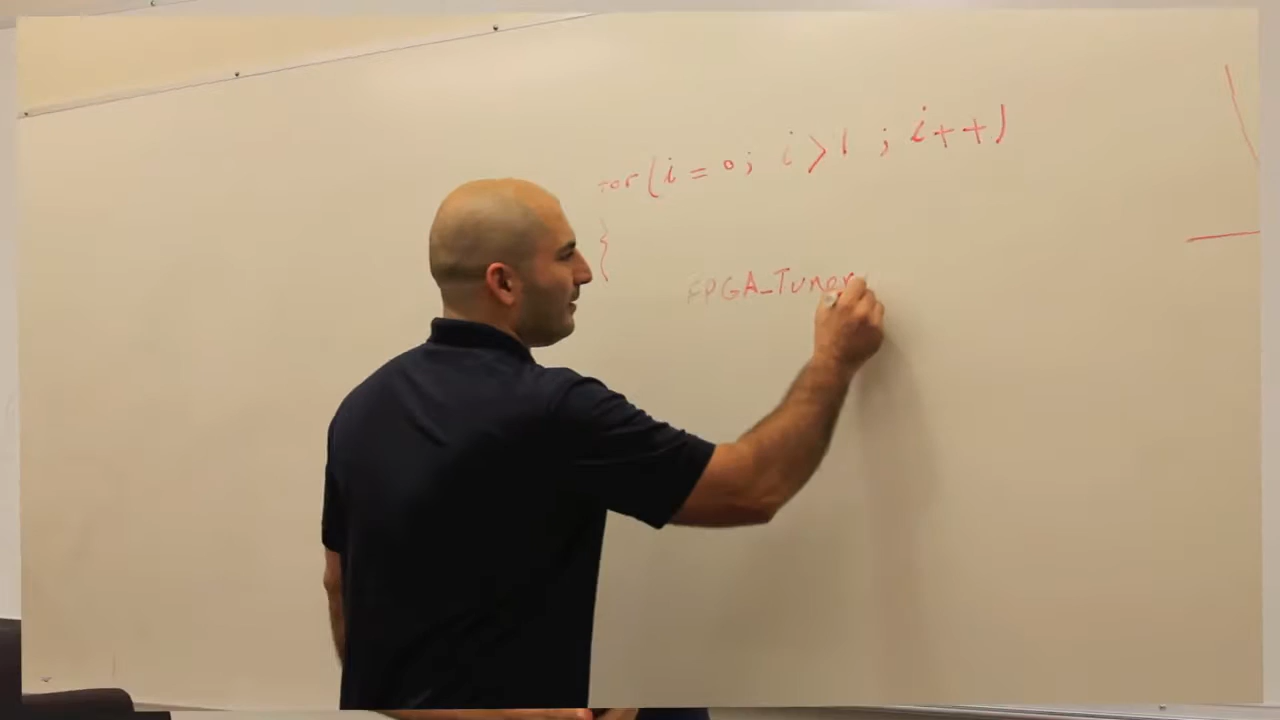 for(i = 0; i > 1 ; i++)
{
FPGA_Tuner